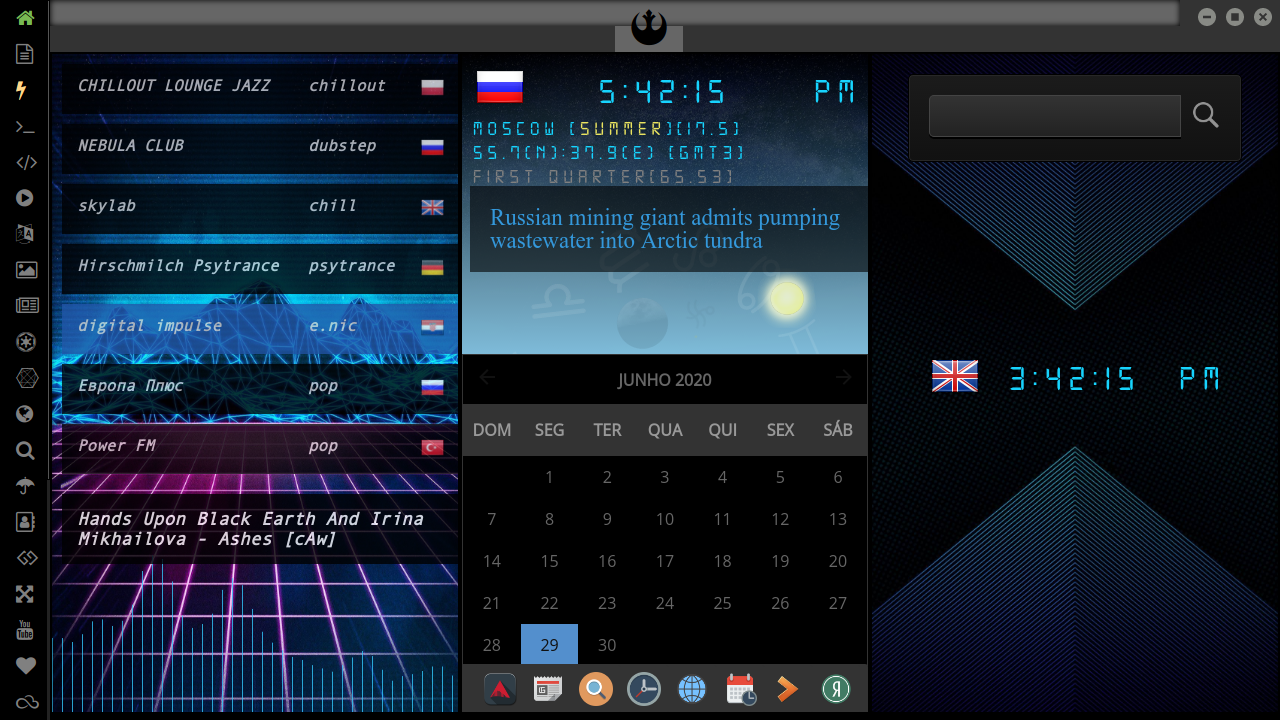 CHILLOUT LOUNGE JAZZ chillout
NEBULA CLUB dubstep
skylab chill
Hirschmilch Psytrance psytrance
digital impulse e.nic
Европа Плюс pop
Power FM pop
Hands Upon Black Earth And Irina
Mikhailova - Ashes [cAw]
5:42:15 PM
MOSCOW [SUMMER][17.5]
55.7(N):37.9(E) [GMT3]
FIRST QUARTER[65.53]
Russian mining giant admits pumping
wastewater into Arctic tundra
JUNHO 2020
DOM SEG TER QUA QUI SEX SÁB
1 2 3 4 5 6
7 8 9 10 11 12 13
14 15 16 17 18 19 20
21 22 23 24 25 26 27
28 29 30
3:42:15 PM
You
Tube
Я